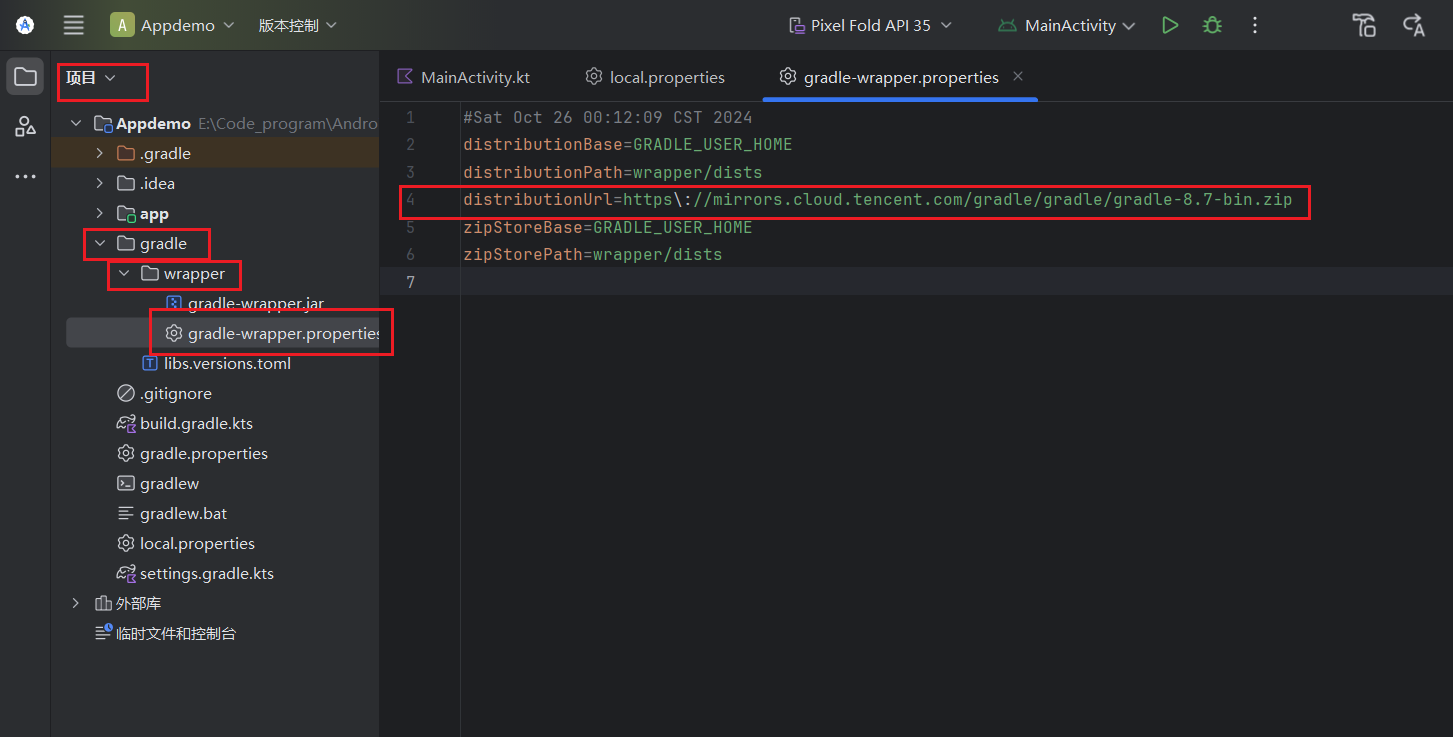 A Appdemo 版本控制 Pixel Fold API 35 MainActivity
项目
MainActivity.kt local.properties gradle-wrapper.properties
Appdemo E:\Code_program\Andro
.gradle
.idea
app
gradle
wrapper
gradle-wrapper.jar
gradle-wrapper.properties
libs.versions.toml
.gitignore
build.gradle.kts
gradle.properties
gradlew
gradlew.bat
local.properties
settings.gradle.kts
外部库
临时文件和控制台
1 #Sat Oct 26 00:12:09 CST 2024
2 distributionBase=GRADLE_USER_HOME
3 distributionPath=wrapper/dists
4 distributionUrl=https\://mirrors.cloud.tencent.com/gradle/gradle/gradle-8.7-bin.zip
5 zipStoreBase=GRADLE_USER_HOME
6 zipStorePath=wrapper/dists
7